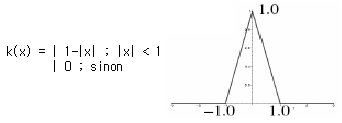 k(x) = | 1-|x| ; |x| < 1
| 0 ; sinon
1.0
-1.0
1.0